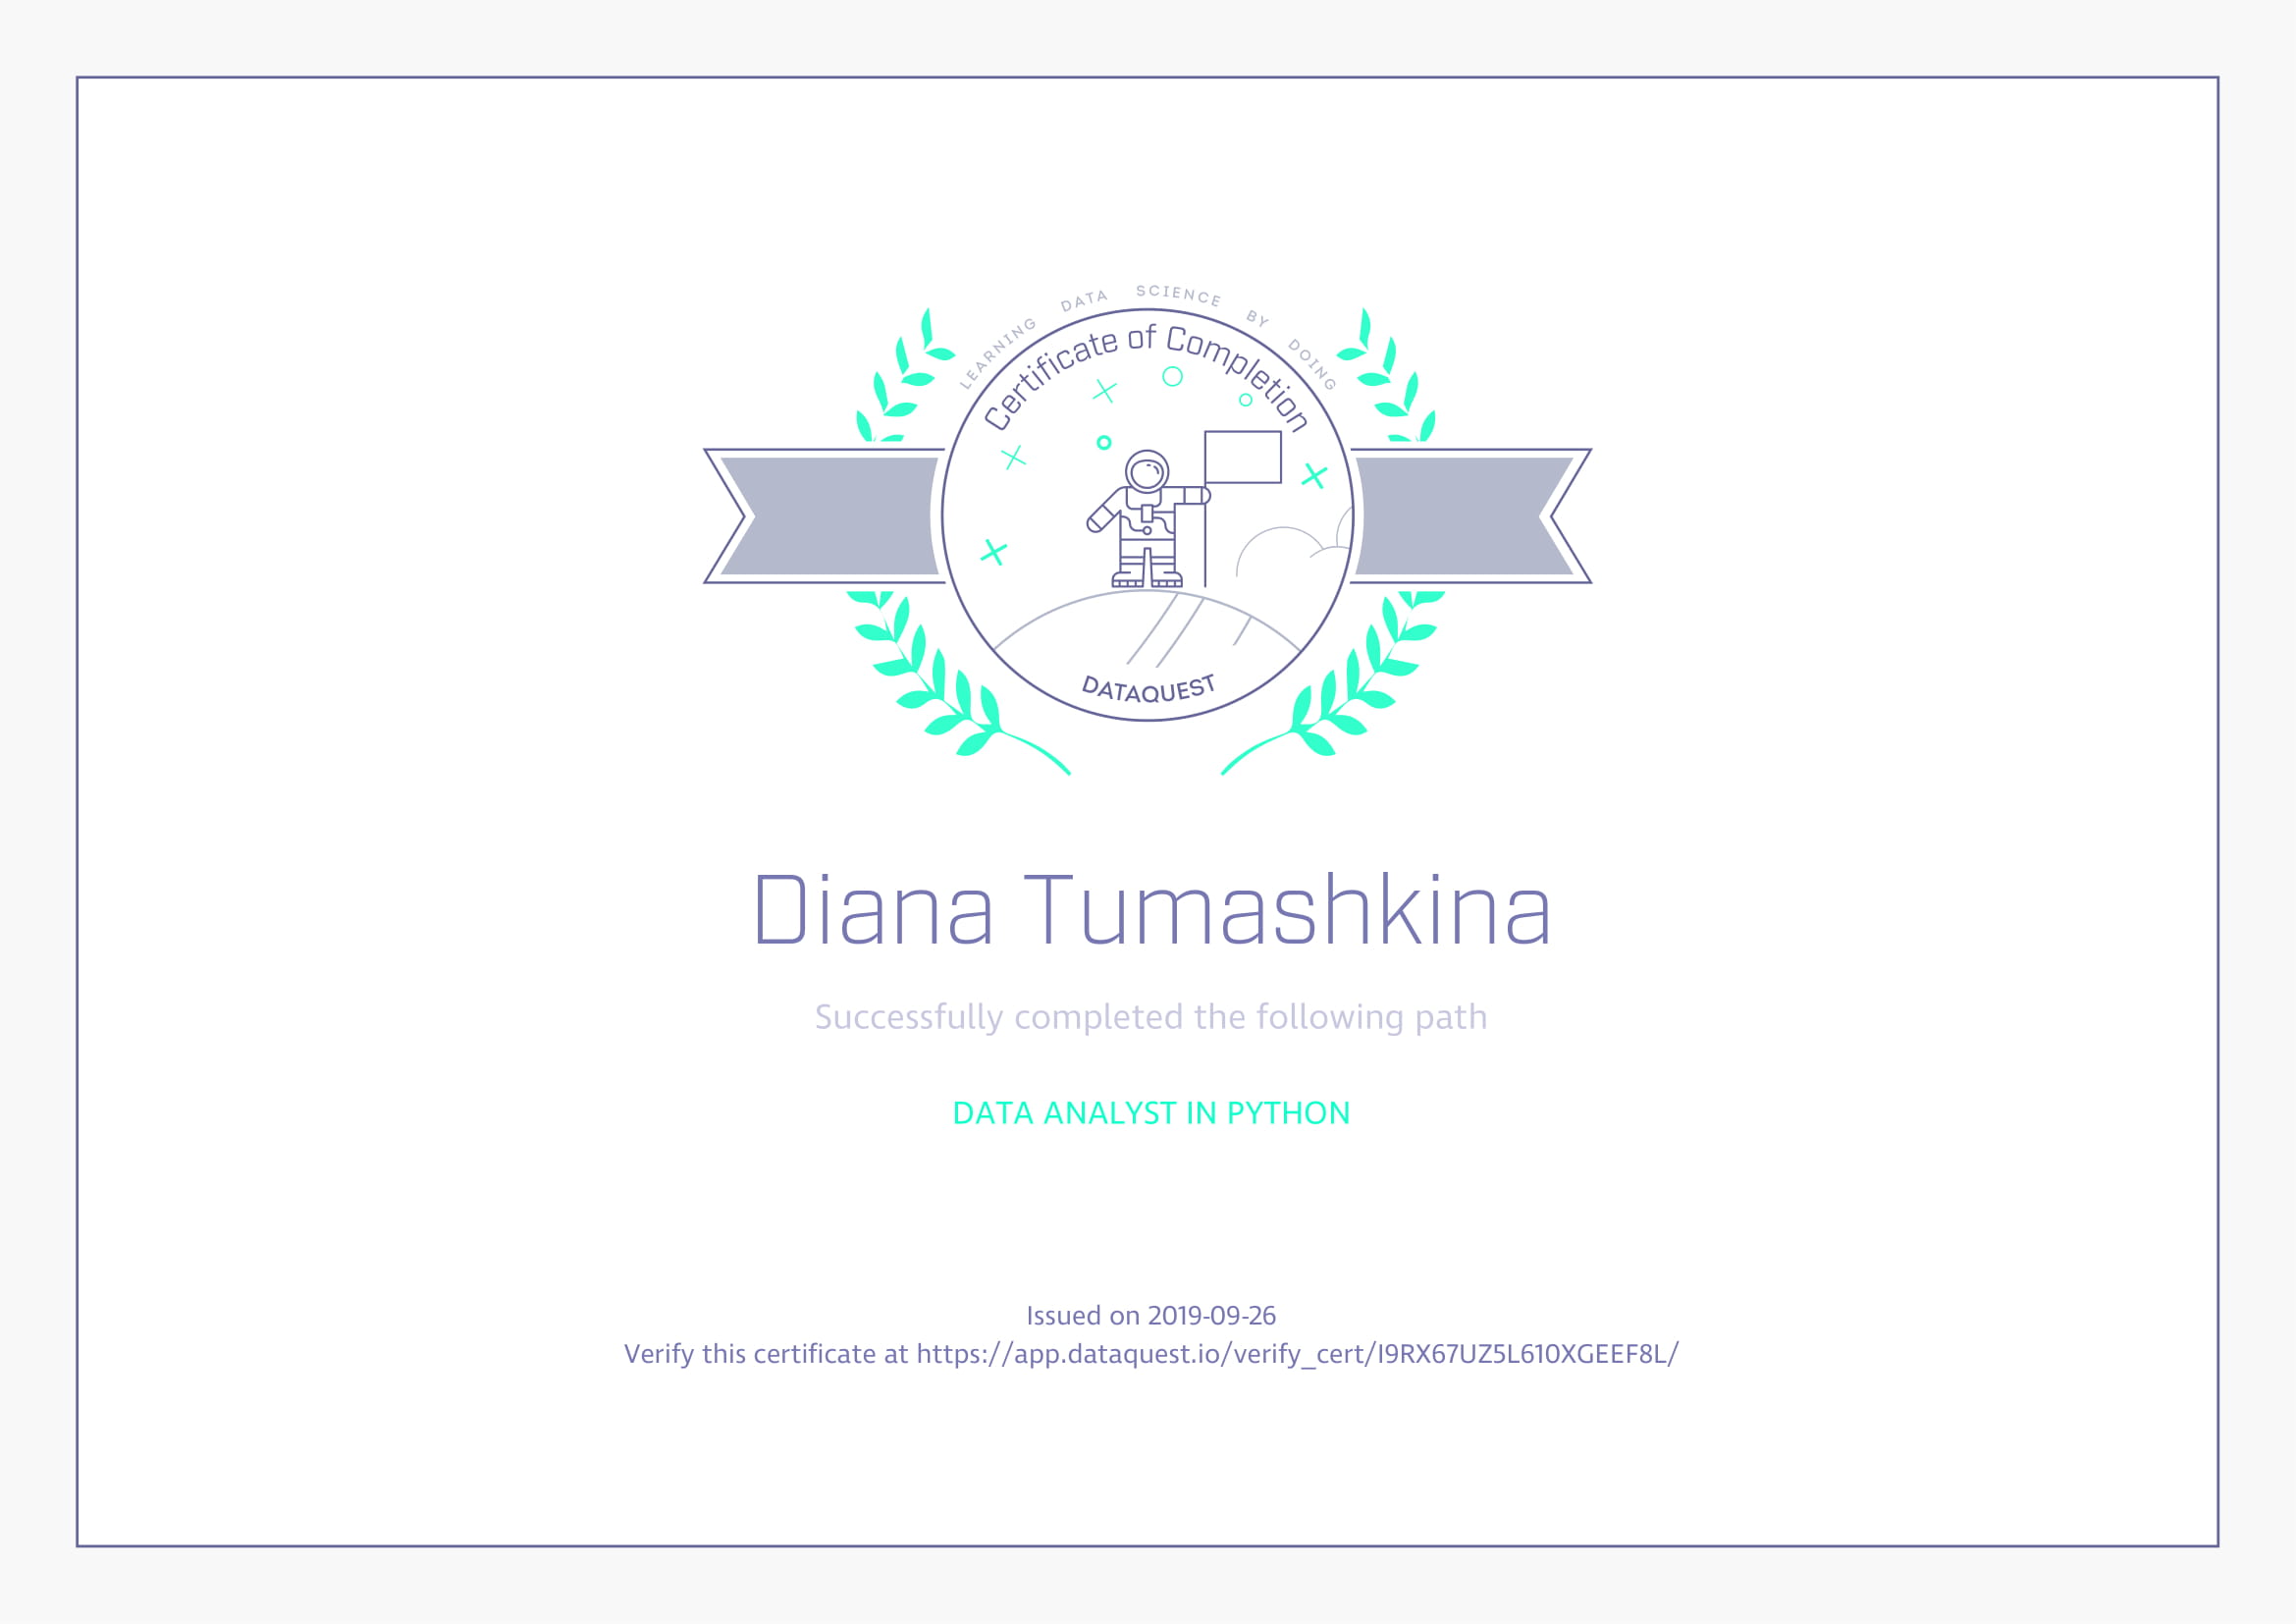 LEARNING DATA SCIENCE BY DOING
Certificate of Completion
DATAQUEST
Diana Tumashkina
Successfully completed the following path
DATA ANALYST IN PYTHON
Issued on 2019-09-26
Verify this certificate at https://app.dataquest.io/verify_cert/I9RX67UZ5L610XGEEF8L/